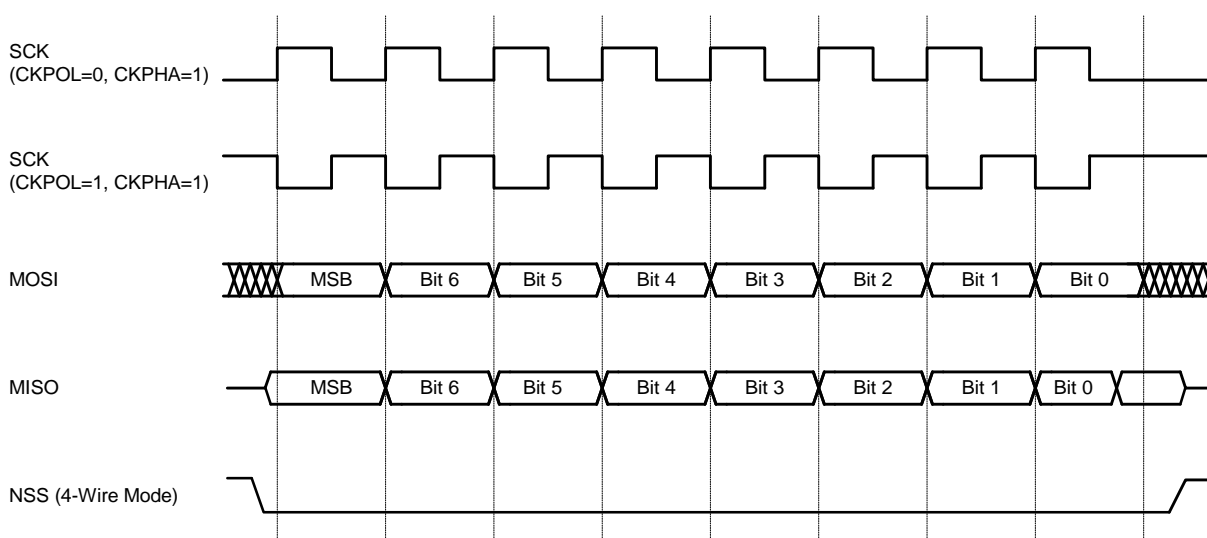 SCK
(CKPOL=0, CKPHA=1)
SCK
(CKPOL=1, CKPHA=1)
MOSI
MSB Bit 6 Bit 5 Bit 4 Bit 3 Bit 2 Bit 1 Bit 0
MISO
MSB Bit 6 Bit 5 Bit 4 Bit 3 Bit 2 Bit 1 Bit 0
NSS (4-Wire Mode)